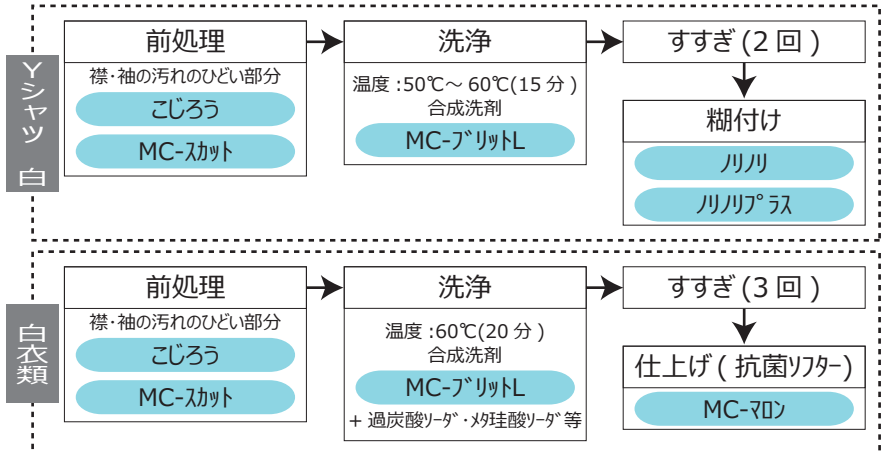 Yシャツ 白
前処理
襟・袖の汚れのひどい部分
こじろう
MC-ｽｶｯﾄ
洗浄
温度:50℃～60℃(15分)
合成洗剤
MC-ﾌﾞﾘｯﾄL
すすぎ(2回)
糊付け
ﾉﾘﾉﾘ
ﾉﾘﾉﾘﾌﾟﾗｽ
白衣類
前処理
襟・袖の汚れのひどい部分
こじろう
MC-ｽｶｯﾄ
洗浄
温度:60℃(20分)
合成洗剤
MC-ﾌﾞﾘｯﾄL
+ 過炭酸ｿｰﾀﾞ・ﾒﾀ珪酸ｿｰﾀﾞ等
すすぎ(3回)
仕上げ(抗菌ｿﾌﾀｰ)
MC-ﾏﾛﾝ